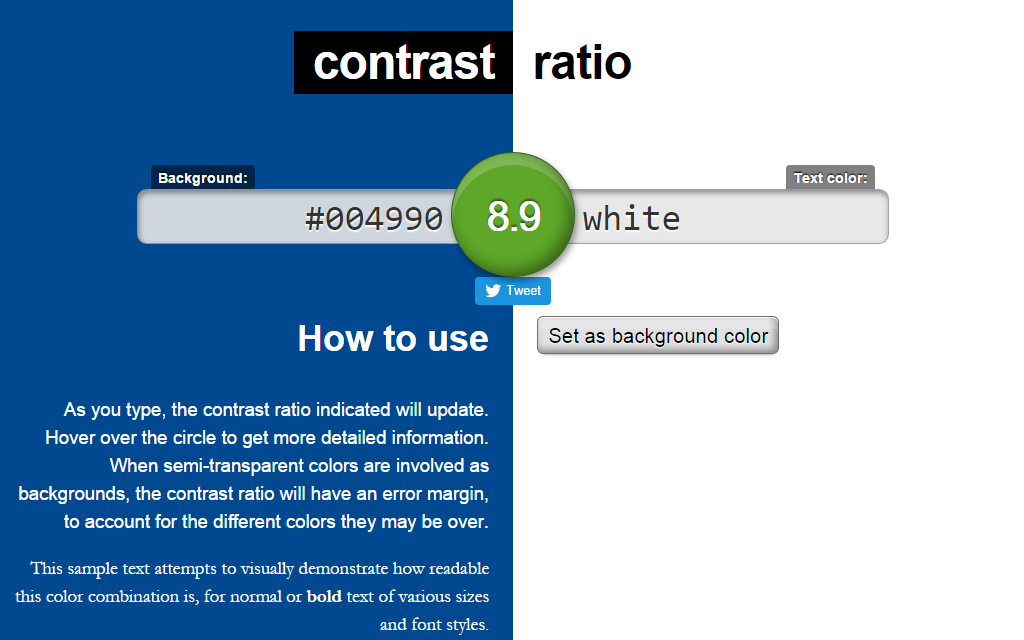 contrast ratio
Background:
Text color:
#004990
8.9
white
Tweet
How to use
Set as background color
As you type, the contrast ratio indicated will update.
Hover over the circle to get more detailed information.
When semi-transparent colors are involved as
backgrounds, the contrast ratio will have an error margin,
to account for the different colors they may be over.
This sample text attempts to visually demonstrate how readable
this color combination is, for normal or bold text of various sizes
and font styles.